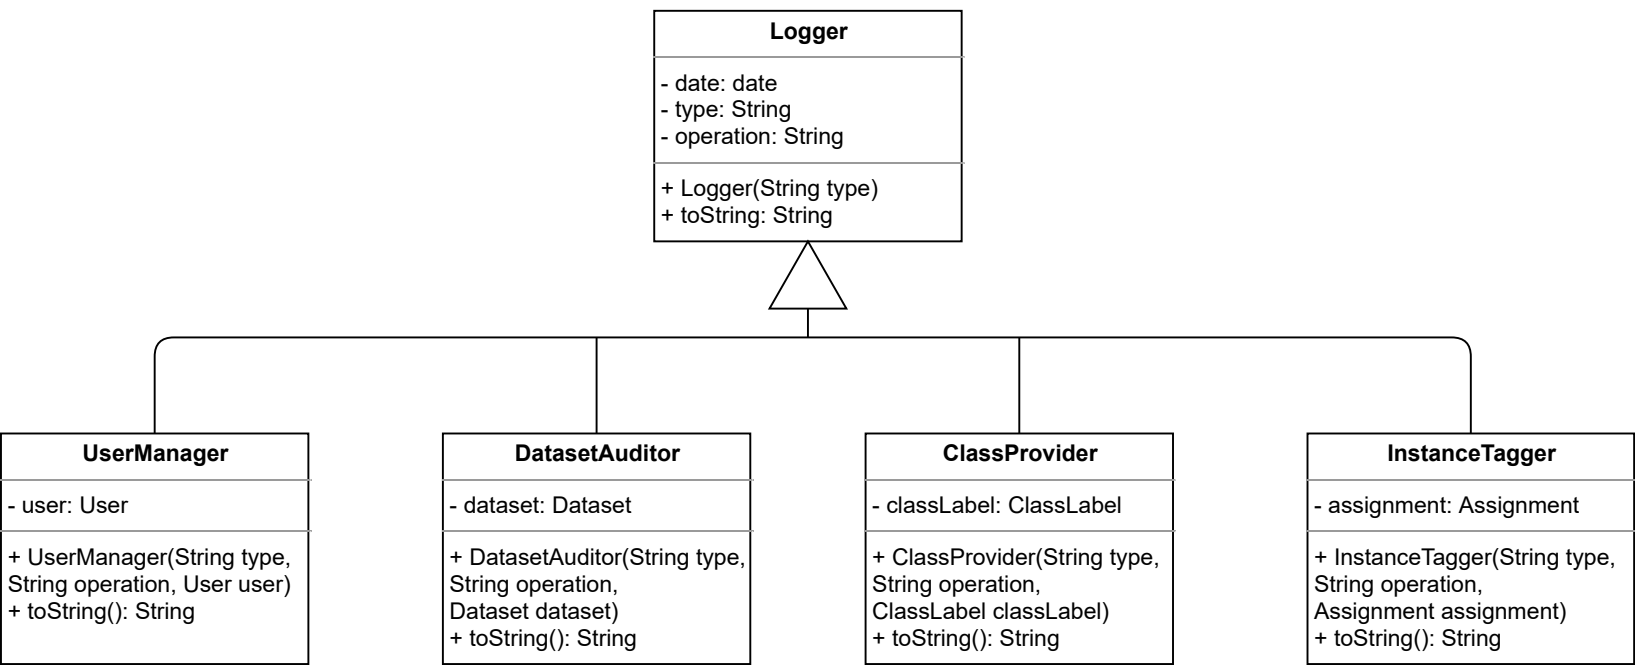 Logger
- date: date
- type: String
- operation: String
+ Logger(String type)
+ toString: String
UserManager
- user: User
+ UserManager(String type,
String operation, User user)
+ toString(): String
DatasetAuditor
- dataset: Dataset
+ DatasetAuditor(String type,
String operation,
Dataset dataset)
+ toString(): String
ClassProvider
- classLabel: ClassLabel
+ ClassProvider(String type,
String operation,
ClassLabel classLabel)
+ toString(): String
InstanceTagger
- assignment: Assignment
+ InstanceTagger(String type,
String operation,
Assignment assignment)
+ toString(): String